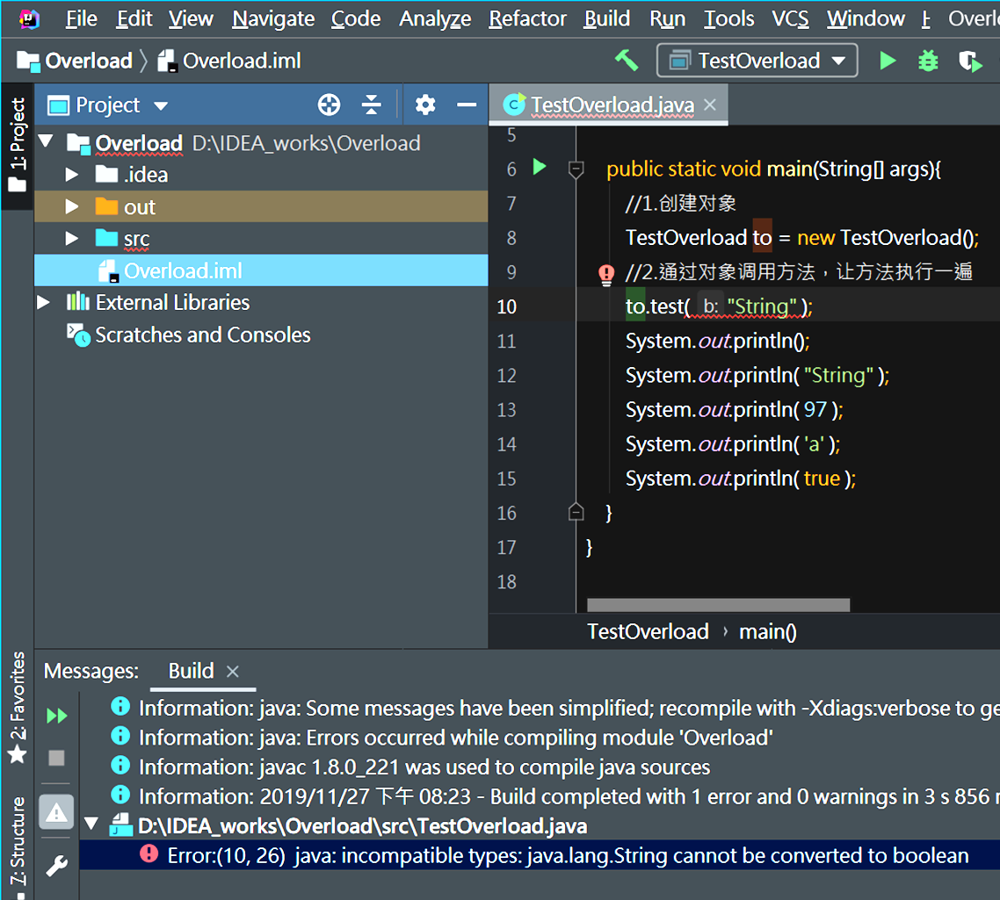 File Edit View Navigate Code Analyze Refactor Build Run Tools VCS Window H Overlo
Overload Overload.iml TestOverload
1: Project
Project
TestOverload.java
Overload D:\IDEA_works\Overload
.idea
out
src
Overload.iml
External Libraries
Scratches and Consoles
5
6 public static void main(String[] args){
7 //1.创建对象
8 TestOverload to = new TestOverload();
9 //2.通过对象调用方法，让方法执行一遍
10 to.test( b: "String" );
11 System.out.println();
12 System.out.println( "String" );
13 System.out.println( 97 );
14 System.out.println( 'a' );
15 System.out.println( true );
16 }
17 }
18
TestOverload › main()
2: Favorites
Z: Structure
Messages: Build
Information: java: Some messages have been simplified; recompile with -Xdiags:verbose to ge
Information: java: Errors occurred while compiling module 'Overload'
Information: javac 1.8.0_221 was used to compile java sources
Information: 2019/11/27 下午 08:23 - Build completed with 1 error and 0 warnings in 3 s 856 m
D:\IDEA_works\Overload\src\TestOverload.java
Error:(10, 26) java: incompatible types: java.lang.String cannot be converted to boolean